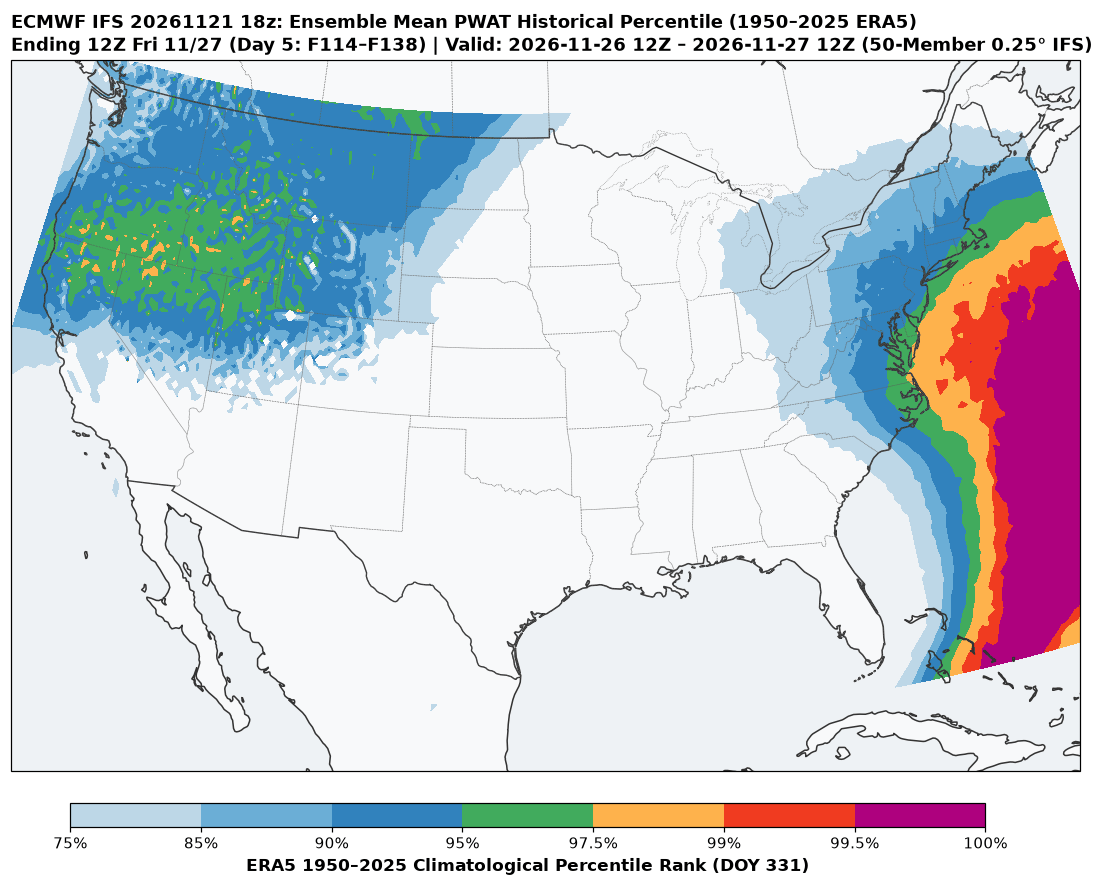 ECMWF IFS 20261121 18z: Ensemble Mean PWAT Historical Percentile (1950–2025 ERA5)
Ending 12Z Fri 11/27 (Day 5: F114–F138) | Valid: 2026-11-26 12Z – 2026-11-27 12Z (50-Member 0.25° IFS)
75% 85% 90% 95% 97.5% 99% 99.5% 100%
ERA5 1950–2025 Climatological Percentile Rank (DOY 331)